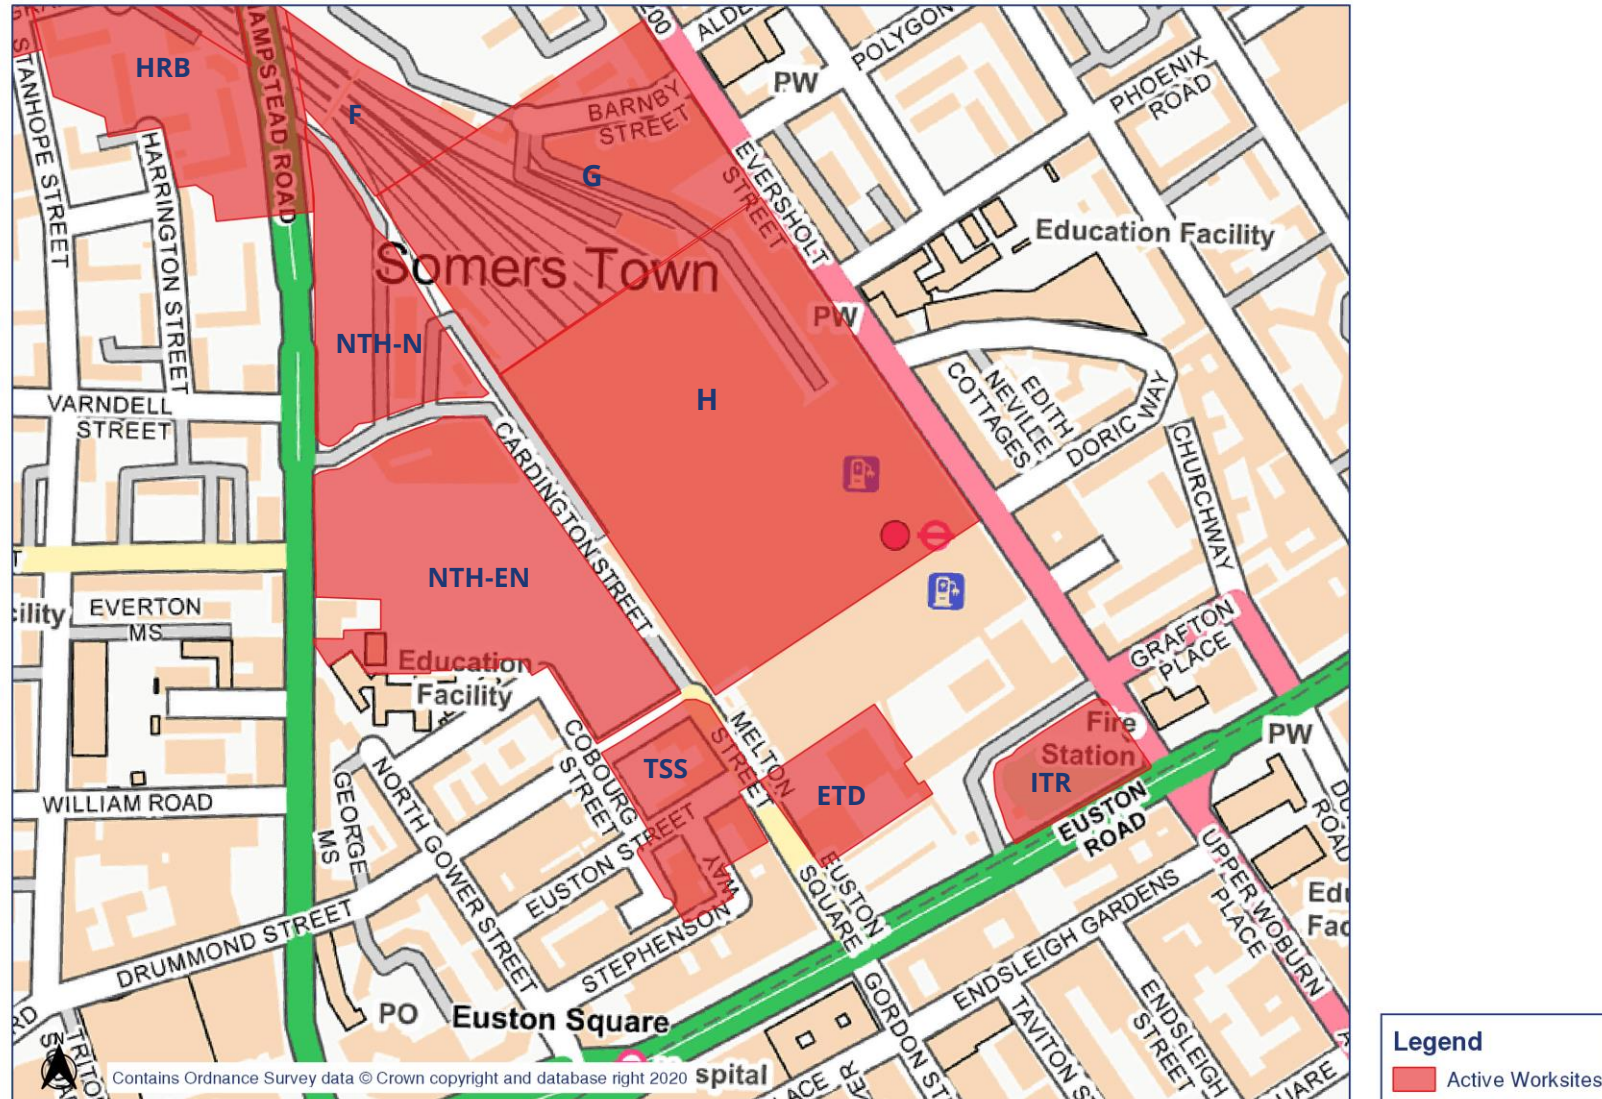 HRB
F
G
H
NTH-N
NTH-EN
TSS
ETD
ITR
STANHOPE STREET
HARRINGTON STREET
HAMPSTEAD ROAD
BARNBY
STREET
EVERSHOLT
STREET
POLYGON
PHOENIX
ROAD
PW
Education Facility
Somers Town
PW
VARNDELL
STREET
CARDINGTON STREET
COTTAGES
NEVILLE
EDITH
DORIC WAY
CHURCHWAY
EVERTON
MS
Education
Facility
GRAFTON
PLACE
Fire
Station
PW
MELTON
STREET
COBOURG
STREET
WILLIAM ROAD
GEORGE
MS
NORTH GOWER STREET
EUSTON STREET
STEPHENSON
WAY
DRUMMOND STREET
EUSTON
SQUARE
EUSTON
ROAD
UPPER WOBURN
PLACE
ENDSLEIGH GARDENS
ENDSLEIGH
STREET
PO
Euston Square
Contains Ordnance Survey data © Crown copyright and database right 2020
Legend
Active Worksites